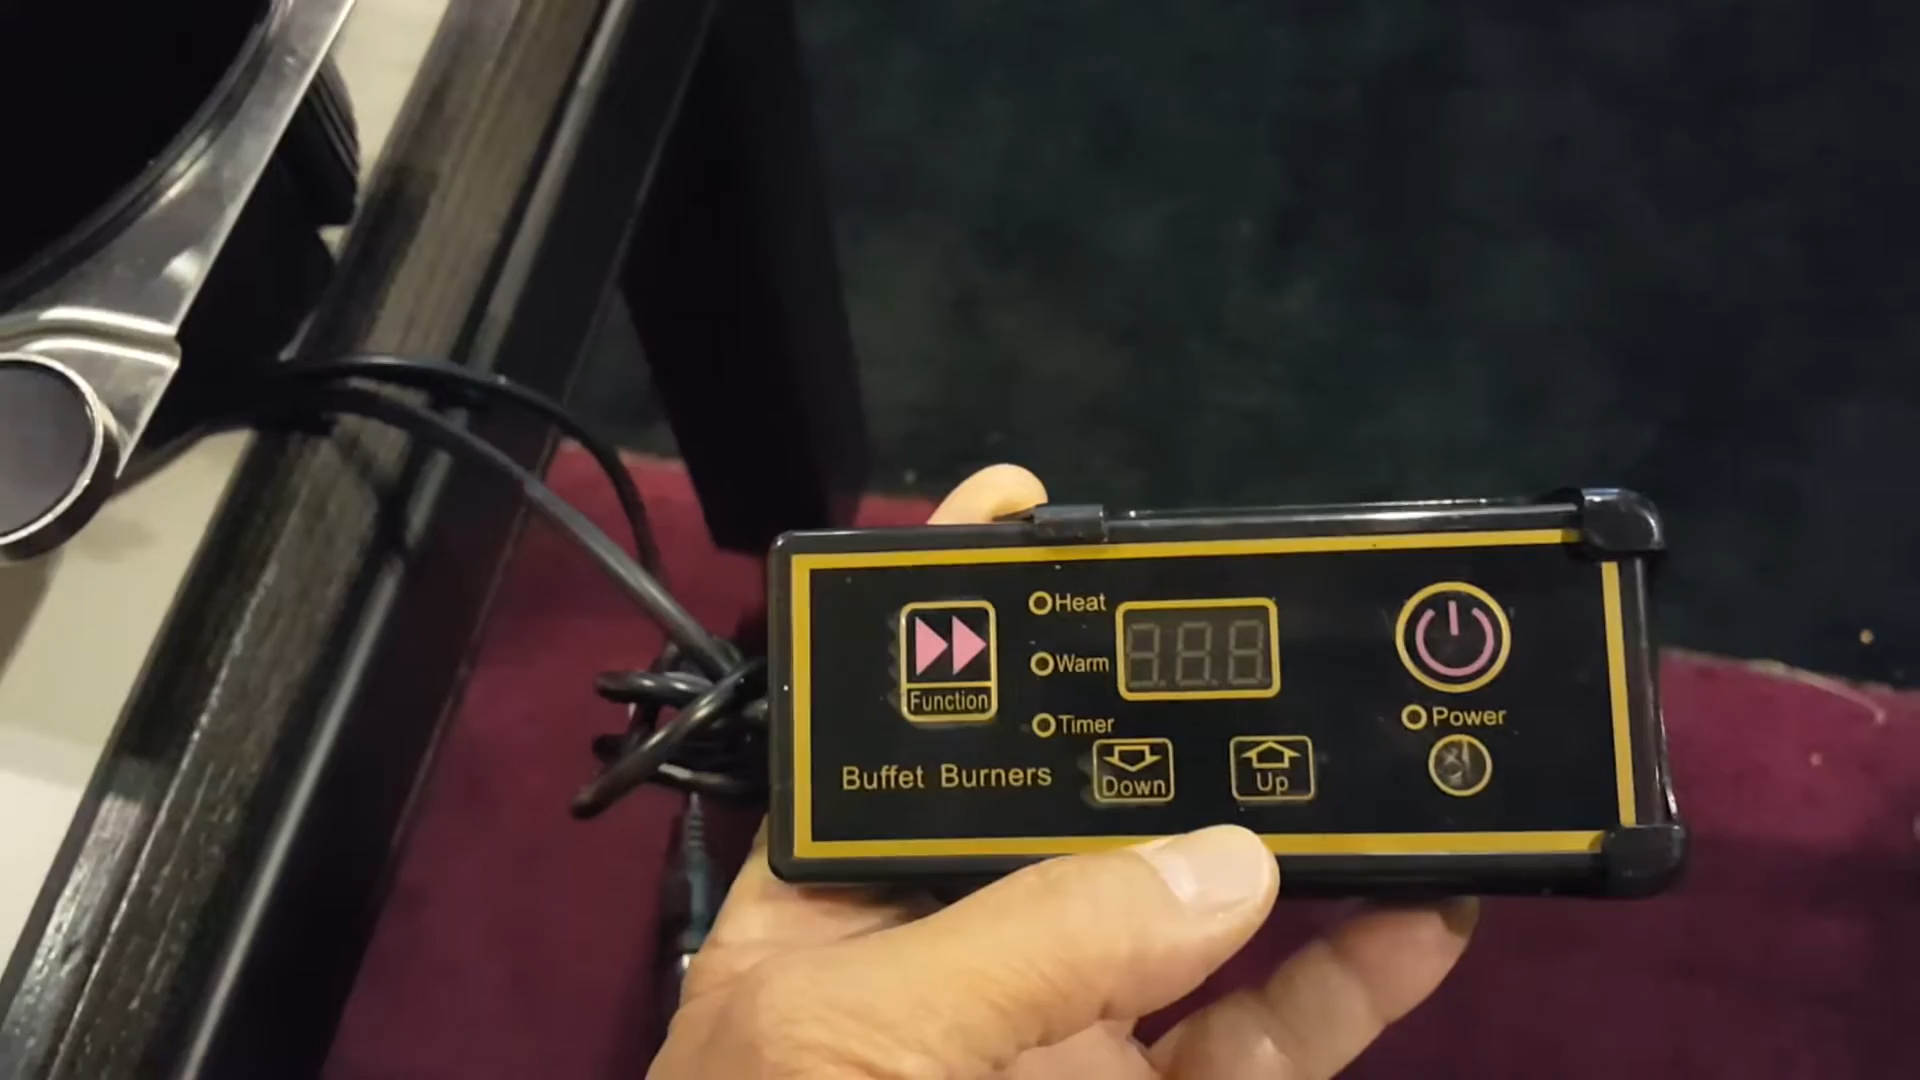 Heat
Warm
Function
Timer
Power
Buffet Burners
Down
Up